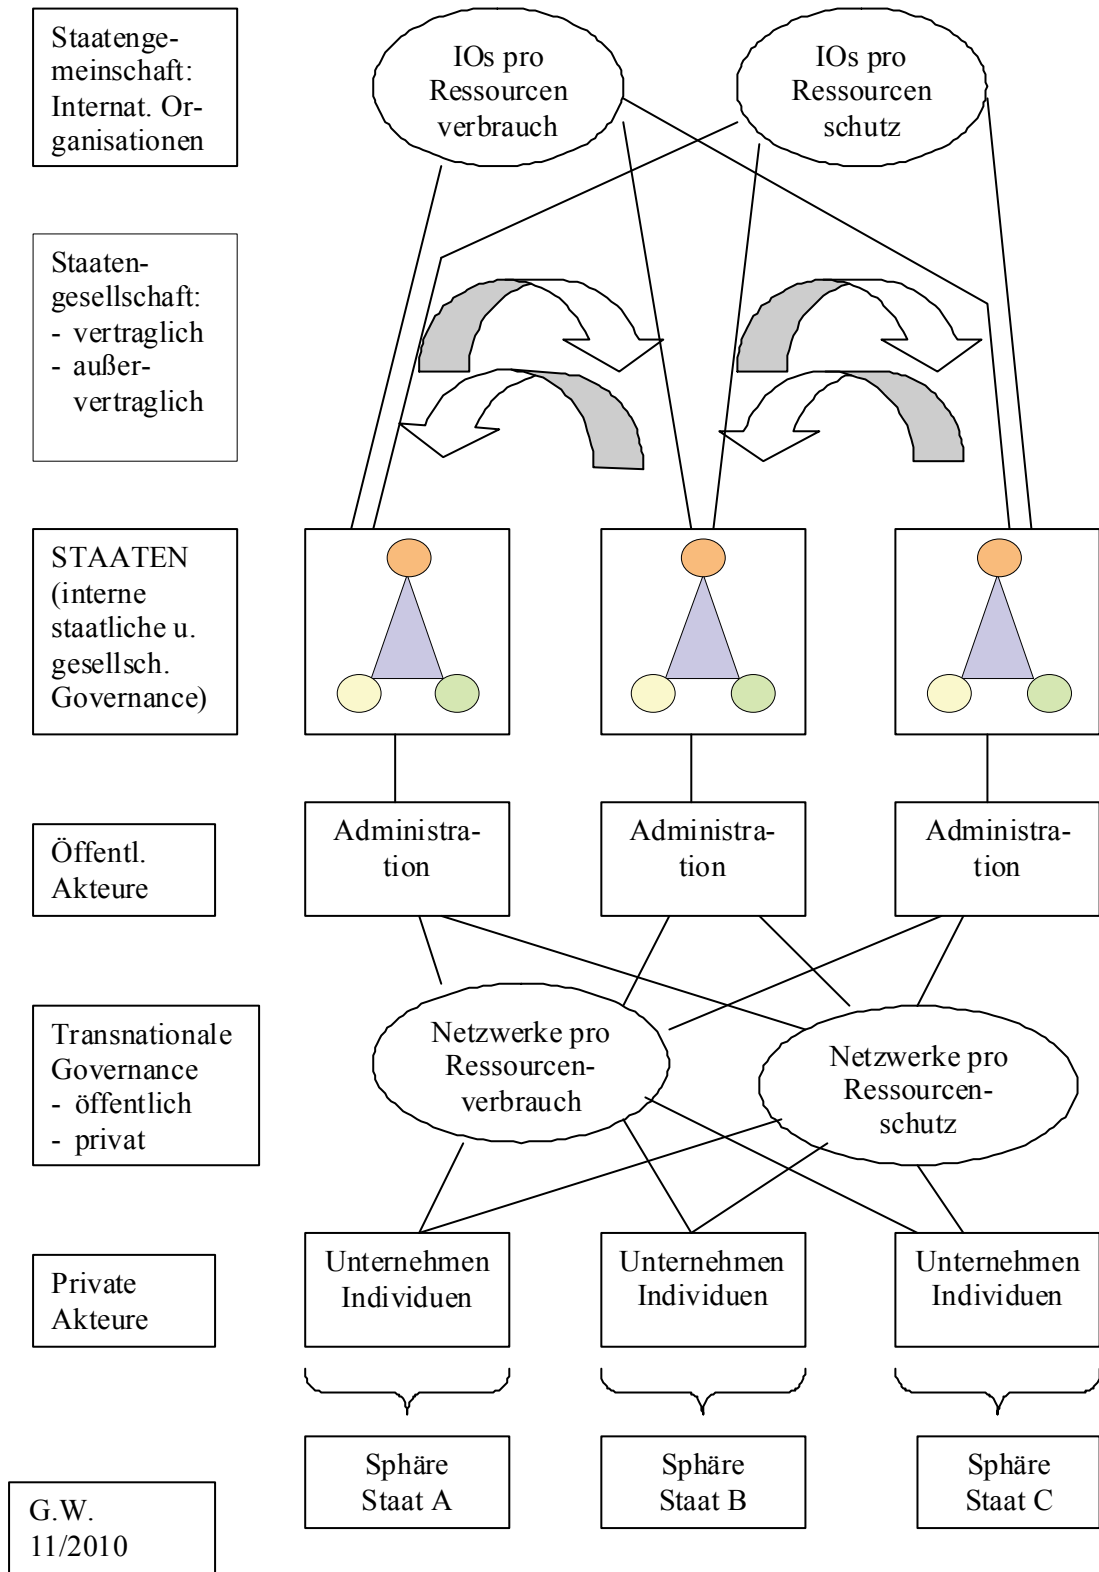 Staatenge-
meinschaft:
Internat. Or-
ganisationen
IOs pro
Ressourcen
verbrauch
IOs pro
Ressourcen
schutz
Staaten-
gesellschaft:
- vertraglich
- außer-
vertraglich
STAATEN
(interne
staatliche u.
gesellsch.
Governance)
Öffentl.
Akteure
Administra-
tion
Administra-
tion
Administra-
tion
Transnationale
Governance
- öffentlich
- privat
Netzwerke pro
Ressourcen-
verbrauch
Netzwerke pro
Ressourcen-
schutz
Private
Akteure
Unternehmen
Individuen
Unternehmen
Individuen
Unternehmen
Individuen
Sphäre
Staat A
Sphäre
Staat B
Sphäre
Staat C
G.W.
11/2010